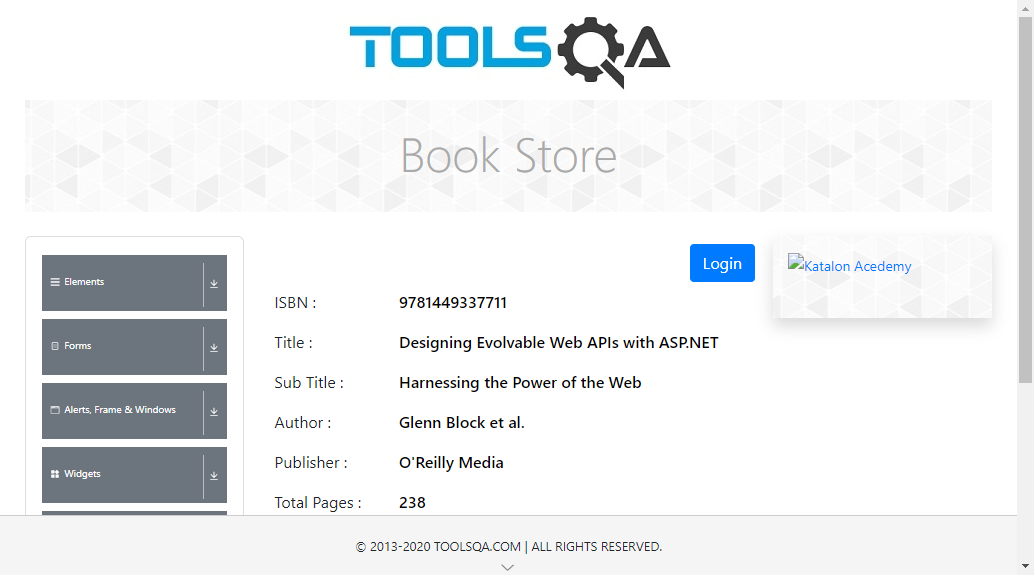 TOOLSQA
Book Store
Elements
Forms
Alerts, Frame & Windows
Widgets
Login
ISBN : 9781449337711
Title : Designing Evolvable Web APIs with ASP.NET
Sub Title : Harnessing the Power of the Web
Author : Glenn Block et al.
Publisher : O'Reilly Media
Total Pages : 238
Katalon Acedemy
© 2013-2020 TOOLSQA.COM | ALL RIGHTS RESERVED.